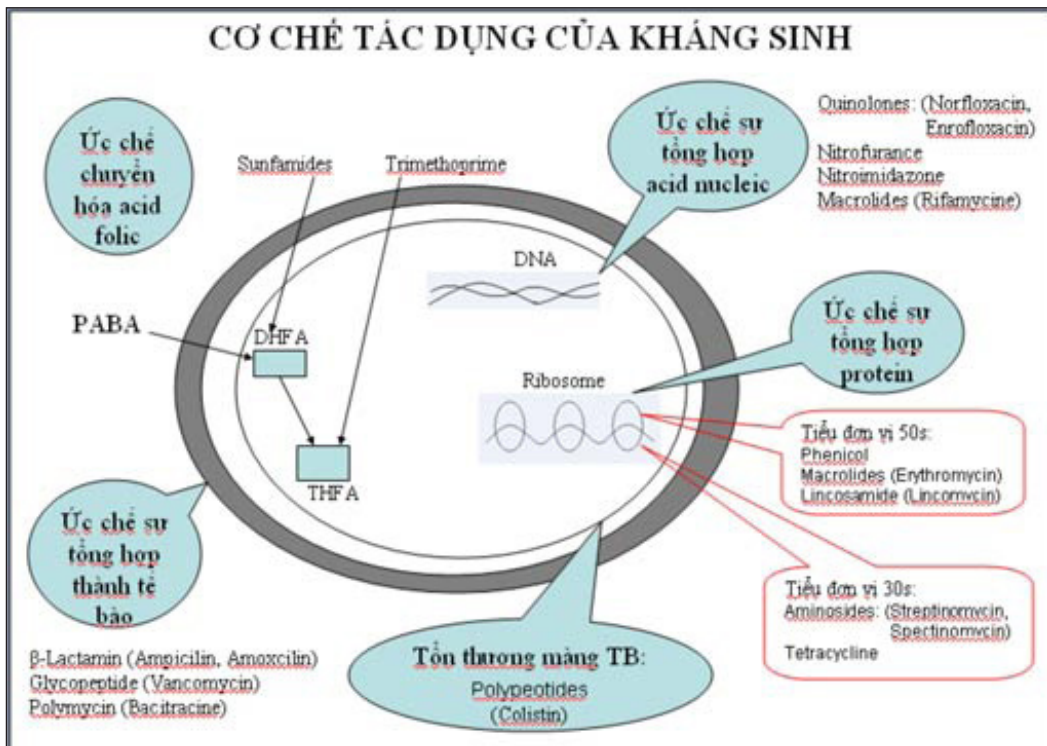 CƠ CHẾ TÁC DỤNG CỦA KHÁNG SINH
Ức chế
chuyển
hóa acid
folic
Sunfamides
Trimethoprime
Ức chế sự
tổng hợp
acid nucleic
Quinolones: (Norfloxacin,
Enrofloxacin)
Nitrofurance
Nitroimidazone
Macrolides (Rifamycine)
DNA
PABA
DHFA
THFA
Ribosome
Ức chế sự
tổng hợp
protein
Tiểu đơn vị 50s:
Phenicol
Macrolides (Erythromycin)
Lincosamide (Lincomycin)
Tiểu đơn vị 30s:
Aminosides: (Streptinomycin,
Spectinomycin)
Tetracycline
Ức chế sự
tổng hợp
thành tế
bào
β-Lactamin (Ampicilin, Amoxcilin)
Glycopeptide (Vancomycin)
Polymycin (Bacitracine)
Tổn thương màng TB:
Polypeotides
(Colistin)